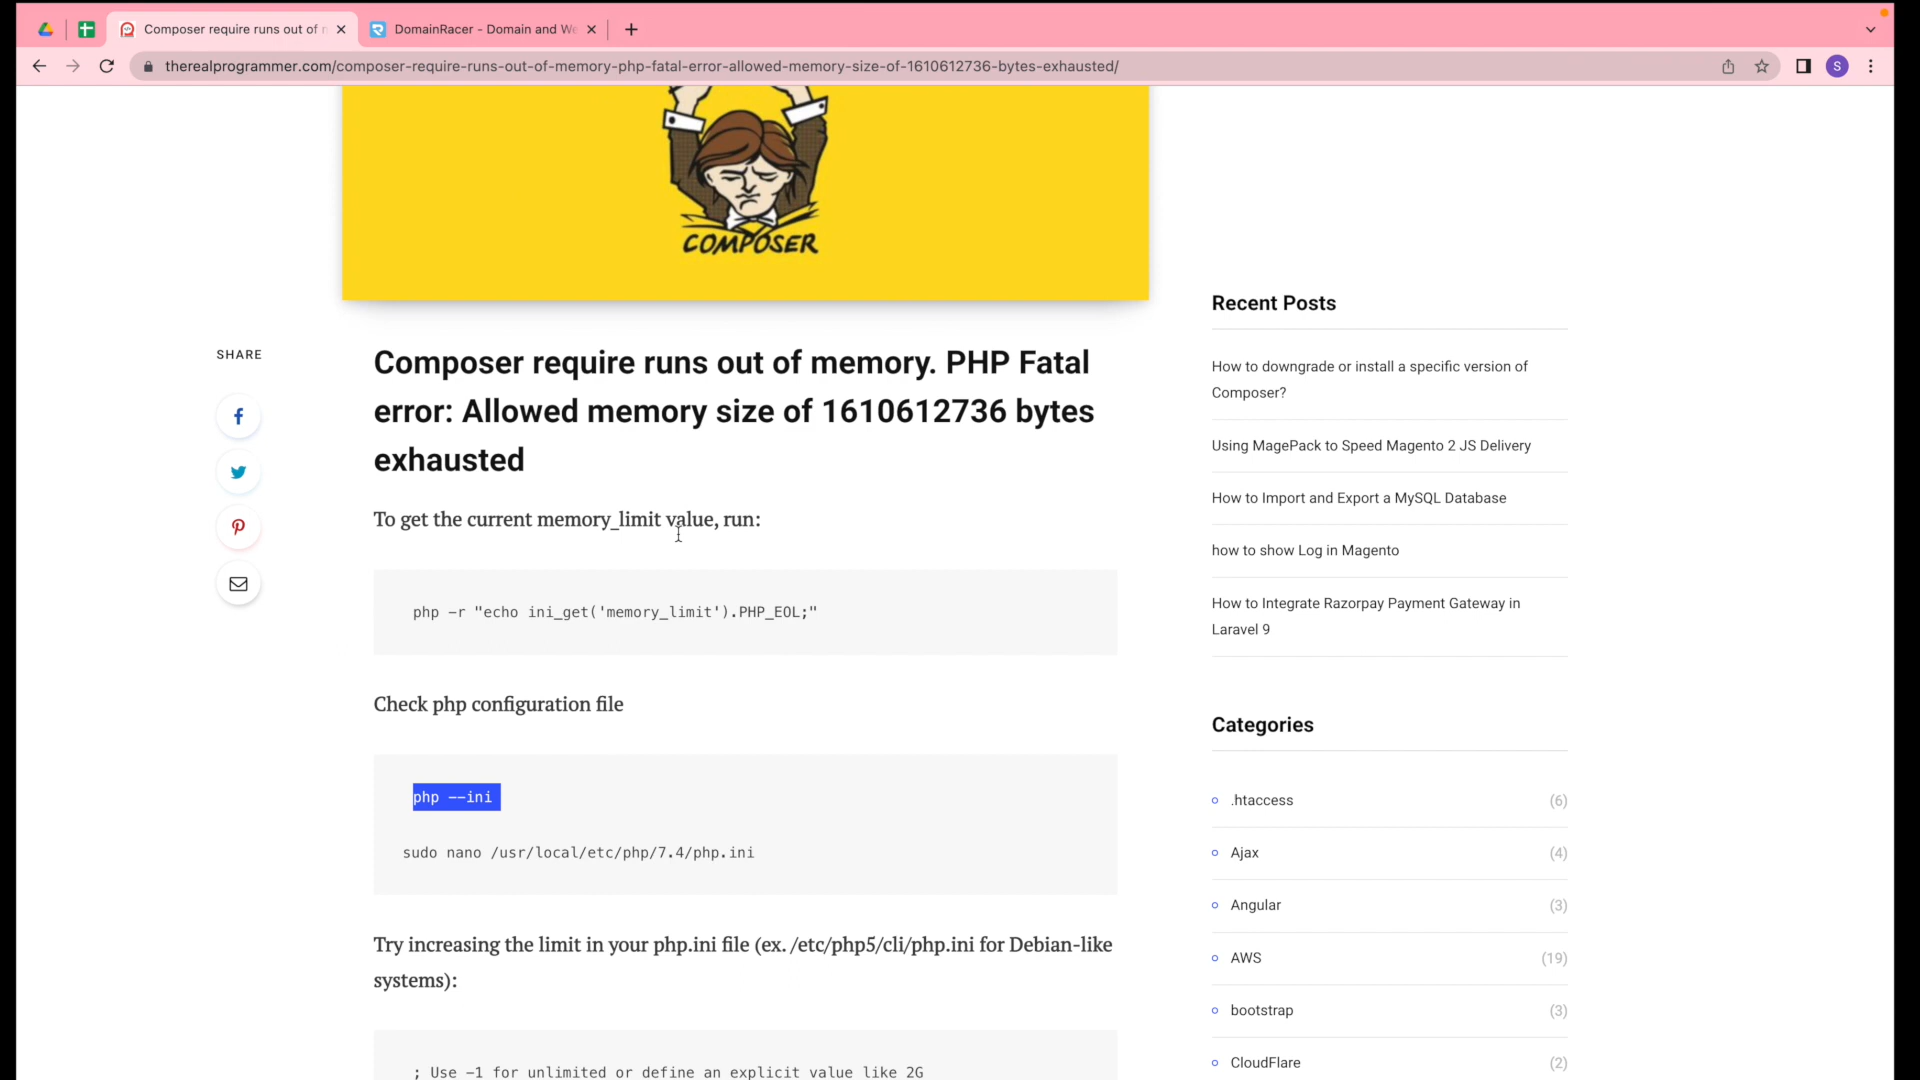 Composer require runs out of
DomainRacer - Domain and We
therealprogrammer.com/composer-require-runs-out-of-memory-php-fatal-error-allowed-memory-size-of-1610612736-bytes-exhausted/
S
COMPOSER
SHARE
Composer require runs out of memory. PHP Fatal
error: Allowed memory size of 1610612736 bytes
exhausted
To get the current memory_limit value, run:
php -r "echo ini_get('memory_limit').PHP_EOL;"
Check php configuration file
php --ini
sudo nano /usr/local/etc/php/7.4/php.ini
Try increasing the limit in your php.ini file (ex. /etc/php5/cli/php.ini for Debian-like
systems):
; Use -1 for unlimited or define an explicit value like 2G
Recent Posts
How to downgrade or install a specific version of
Composer?
Using MagePack to Speed Magento 2 JS Delivery
How to Import and Export a MySQL Database
how to show Log in Magento
How to Integrate Razorpay Payment Gateway in
Laravel 9
Categories
.htaccess (6)
Ajax (4)
Angular (3)
AWS (19)
bootstrap (3)
CloudFlare (2)